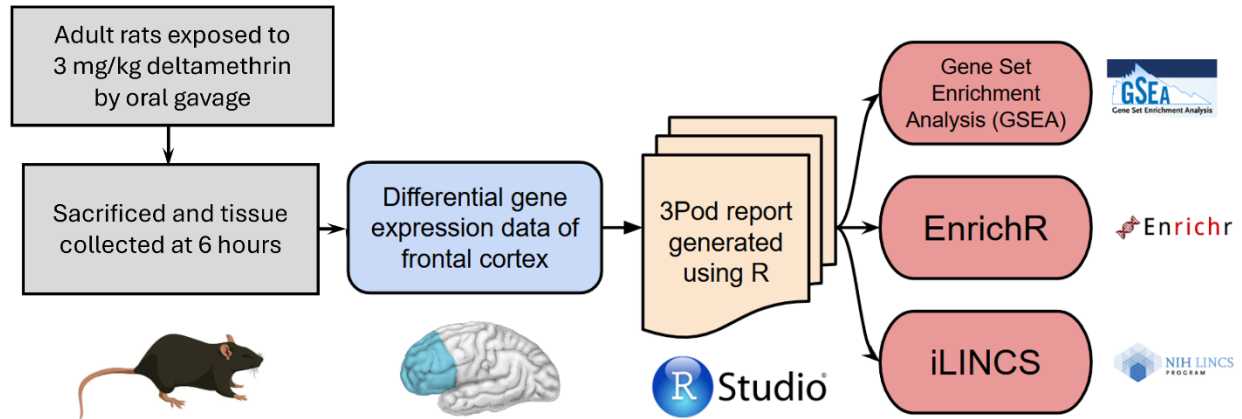 Adult rats exposed to
3 mg/kg deltamethrin
by oral gavage
Sacrificed and tissue
collected at 6 hours
Differential gene
expression data of
frontal cortex
3Pod report
generated
using R
R Studio®
Gene Set
Enrichment
Analysis (GSEA)
GSEA
Gene Set Enrichment Analysis
EnrichR
Enrichr
iLINCS
NIH LINCS
PROGRAM